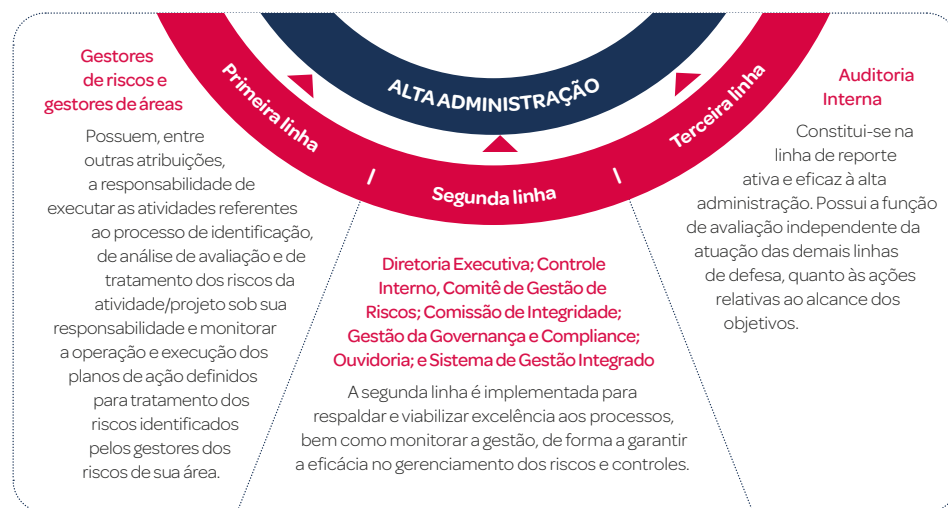 ALTA ADMINISTRAÇÃO
Primeira linha
Segunda linha
Terceira linha
Gestores
de riscos e
gestores de áreas
Possuem, entre
outras atribuições,
a responsabilidade de
executar as atividades referentes
ao processo de identificação,
de análise de avaliação e de
tratamento dos riscos da
atividade/projeto sob sua
responsabilidade e monitorar
a operação e execução dos
planos de ação definidos
para tratamento dos
riscos identificados
pelos gestores dos
riscos de sua área.
Diretoria Executiva; Controle
Interno, Comitê de Gestão de
Riscos; Comissão de Integridade;
Gestão da Governança e Compliance;
Ouvidoria; e Sistema de Gestão Integrado
A segunda linha é implementada para
respaldar e viabilizar excelência aos processos,
bem como monitorar a gestão, de forma a garantir
a eficácia no gerenciamento dos riscos e controles.
Auditoria
Interna
Constitui-se na
linha de reporte
ativa e eficaz à alta
administração. Possui a função
de avaliação independente da
atuação das demais linhas
de defesa, quanto às ações
relativas ao alcance dos
objetivos.